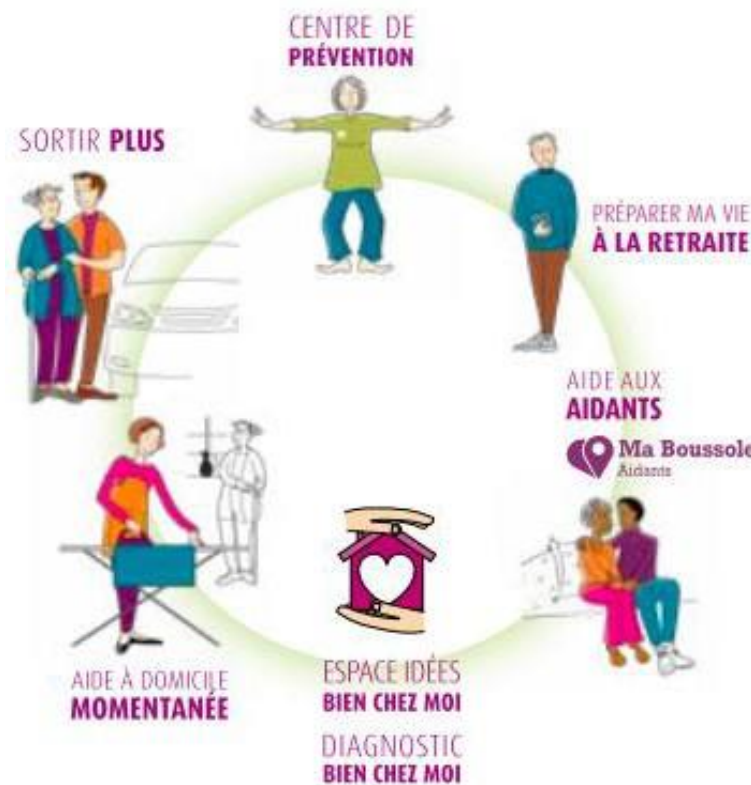 CENTRE DE
PRÉVENTION
SORTIR PLUS
PRÉPARER MA VIE
À LA RETRAITE
AIDE AUX
AIDANTS
Ma Boussole
Aidants
AIDE À DOMICILE
MOMENTANÉE
ESPACE IDÉES
BIEN CHEZ MOI
DIAGNOSTIC
BIEN CHEZ MOI